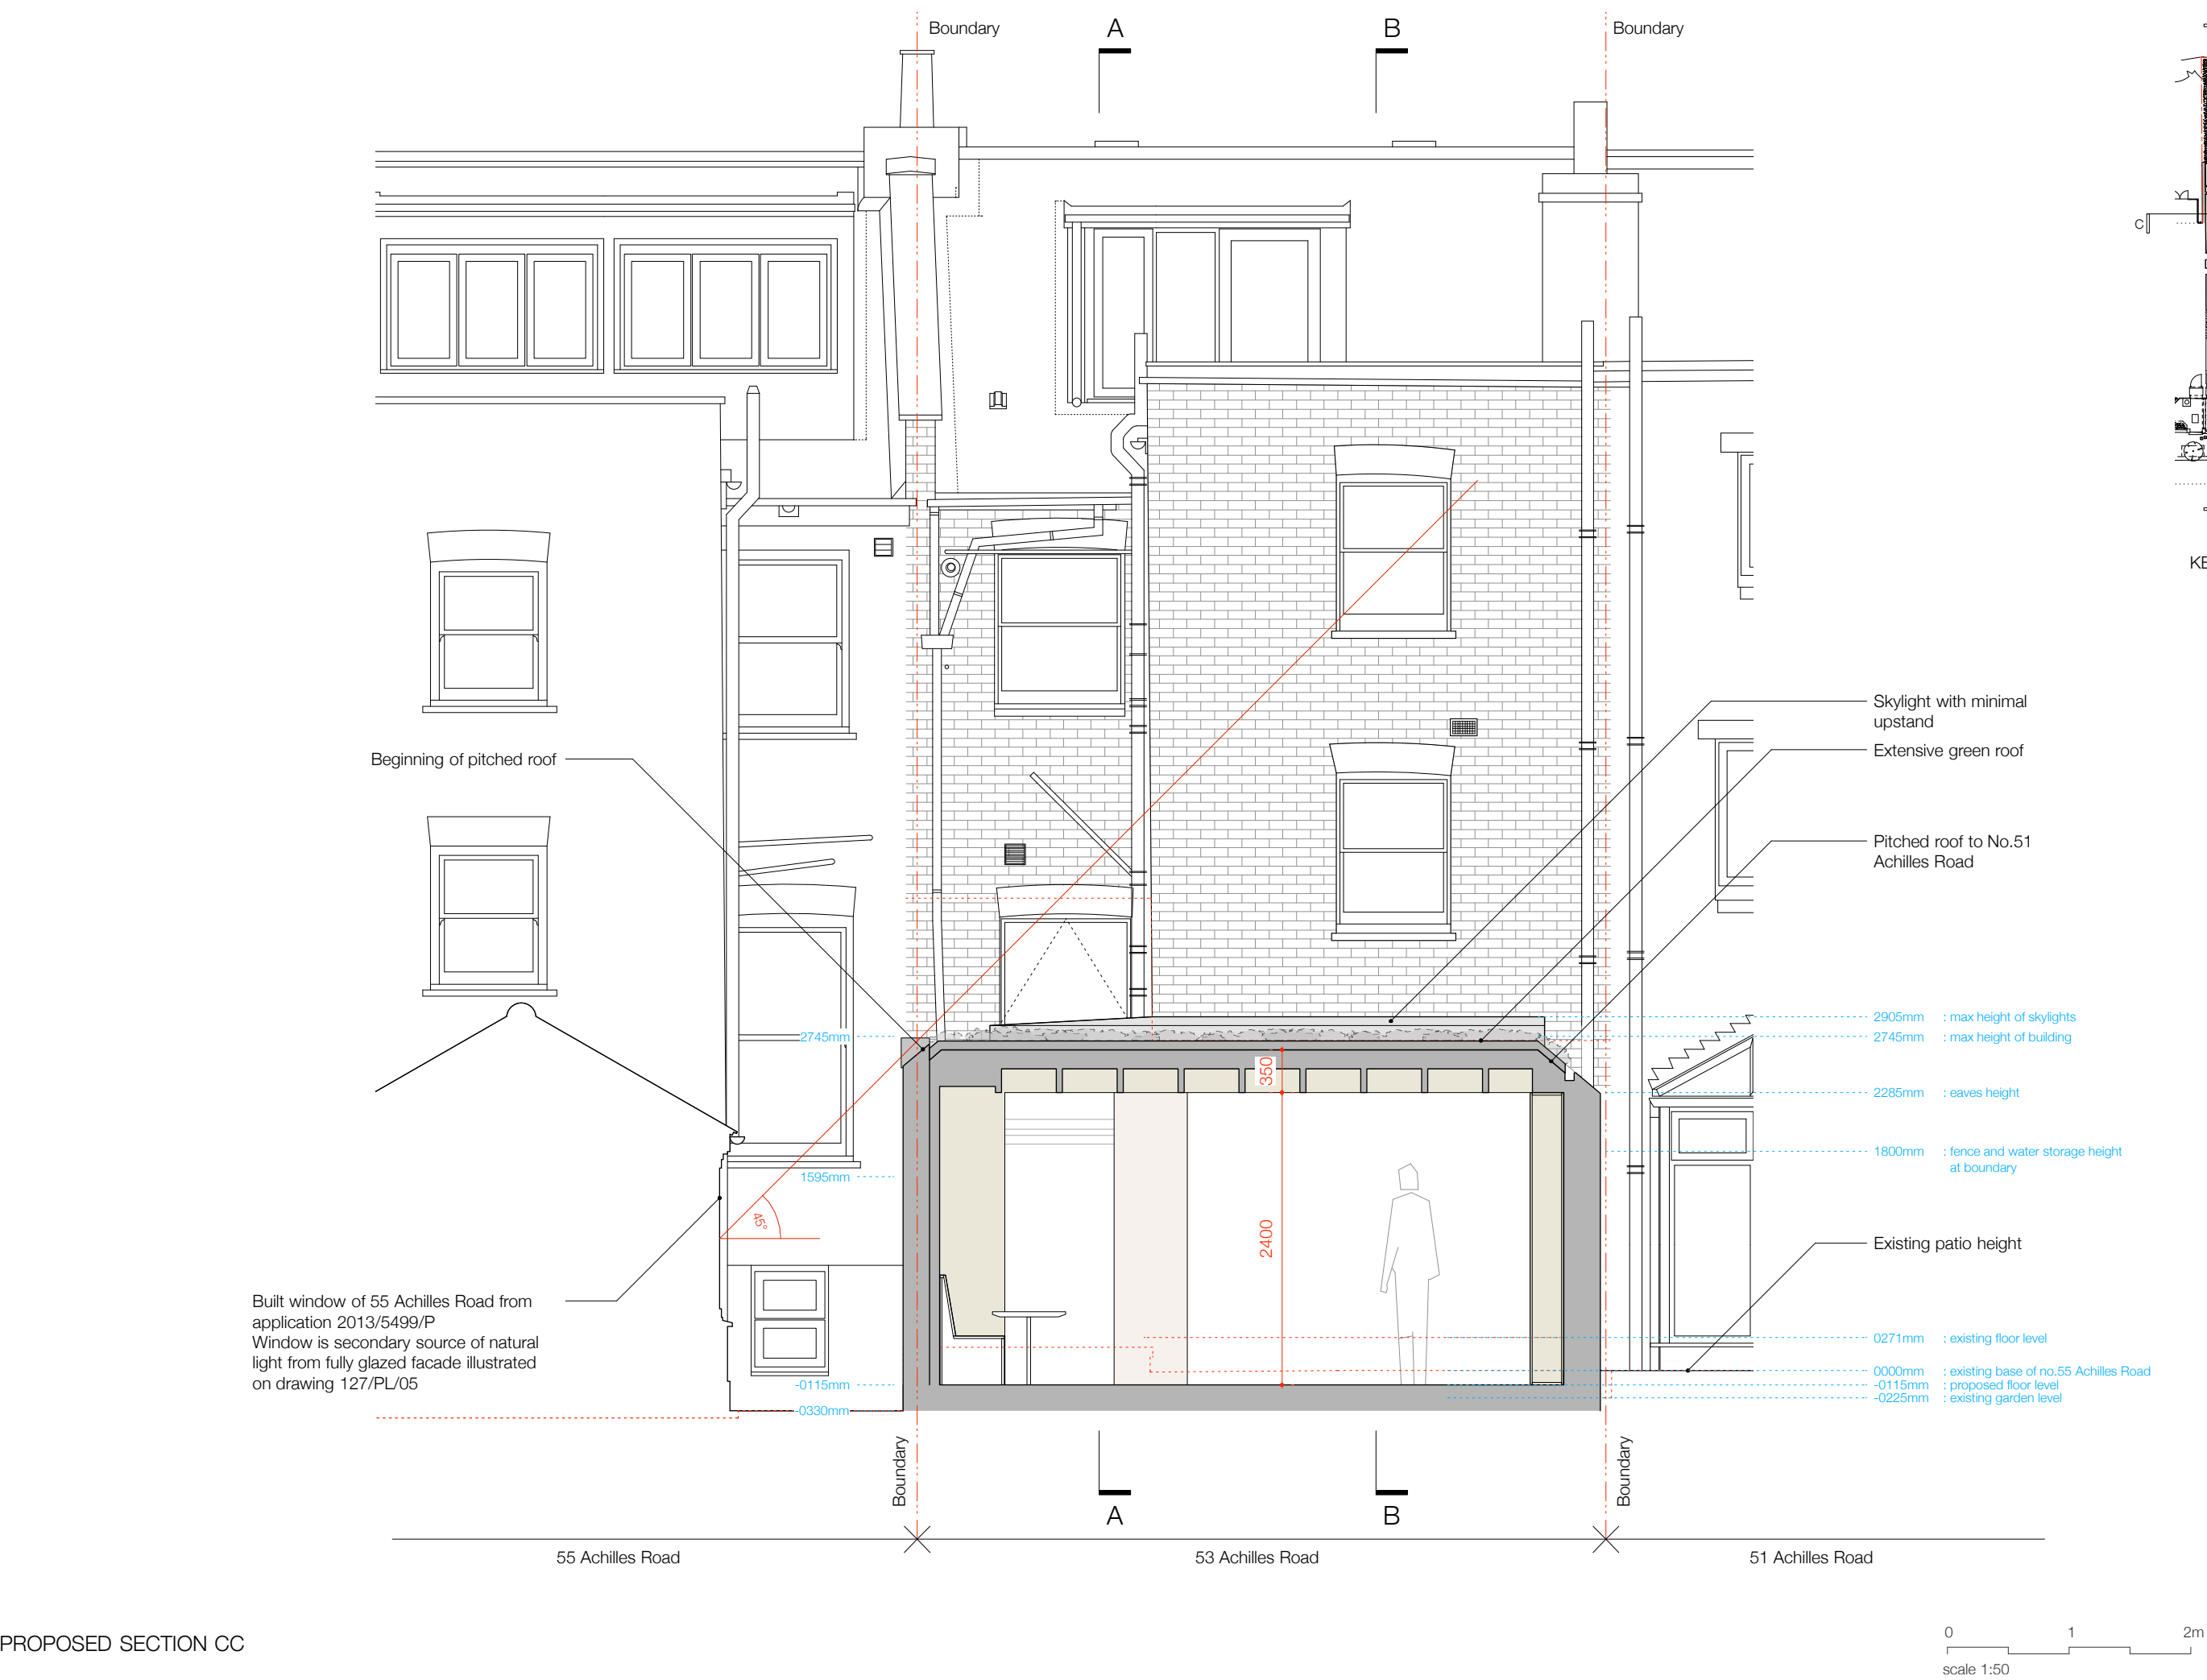 Boundary
A
B
Boundary
C
Skylight with minimal
upstand
Extensive green roof
Beginning of pitched roof
Pitched roof to No.51
Achilles Road
2745mm
2905mm : max height of skylights
2745mm : max height of building
350
2285mm : eaves height
1800mm : fence and water storage height
at boundary
1595mm
45°
2400
Existing patio height
Built window of 55 Achilles Road from
application 2013/5499/P
Window is secondary source of natural
light from fully glazed facade illustrated
on drawing 127/PL/05
0271mm : existing floor level
0000mm : existing base of no.55 Achilles Road
-0115mm
-0115mm : proposed floor level
-0225mm : existing garden level
-0330mm
Boundary
Boundary
A
B
55 Achilles Road
53 Achilles Road
51 Achilles Road
PROPOSED SECTION CC
0 1 2m
scale 1:50